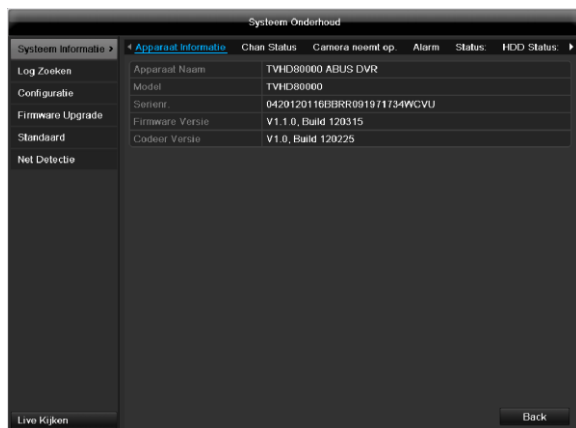 Systeem Onderhoud
Systeem Informatie
Apparaat Informatie Chan Status Camera neemt op. Alarm Status: HDD Status:
Log Zoeken
Configuratie
Firmware Upgrade
Standaard
Net Detectie
Apparaat Naam TVHD80000 ABUS DVR
Model TVHD80000
Serienr. 0420120116BBRR091971734WCVU
Firmware Versie V1.1.0, Build 120315
Codeer Versie V1.0, Build 120225
Live Kijken
Back